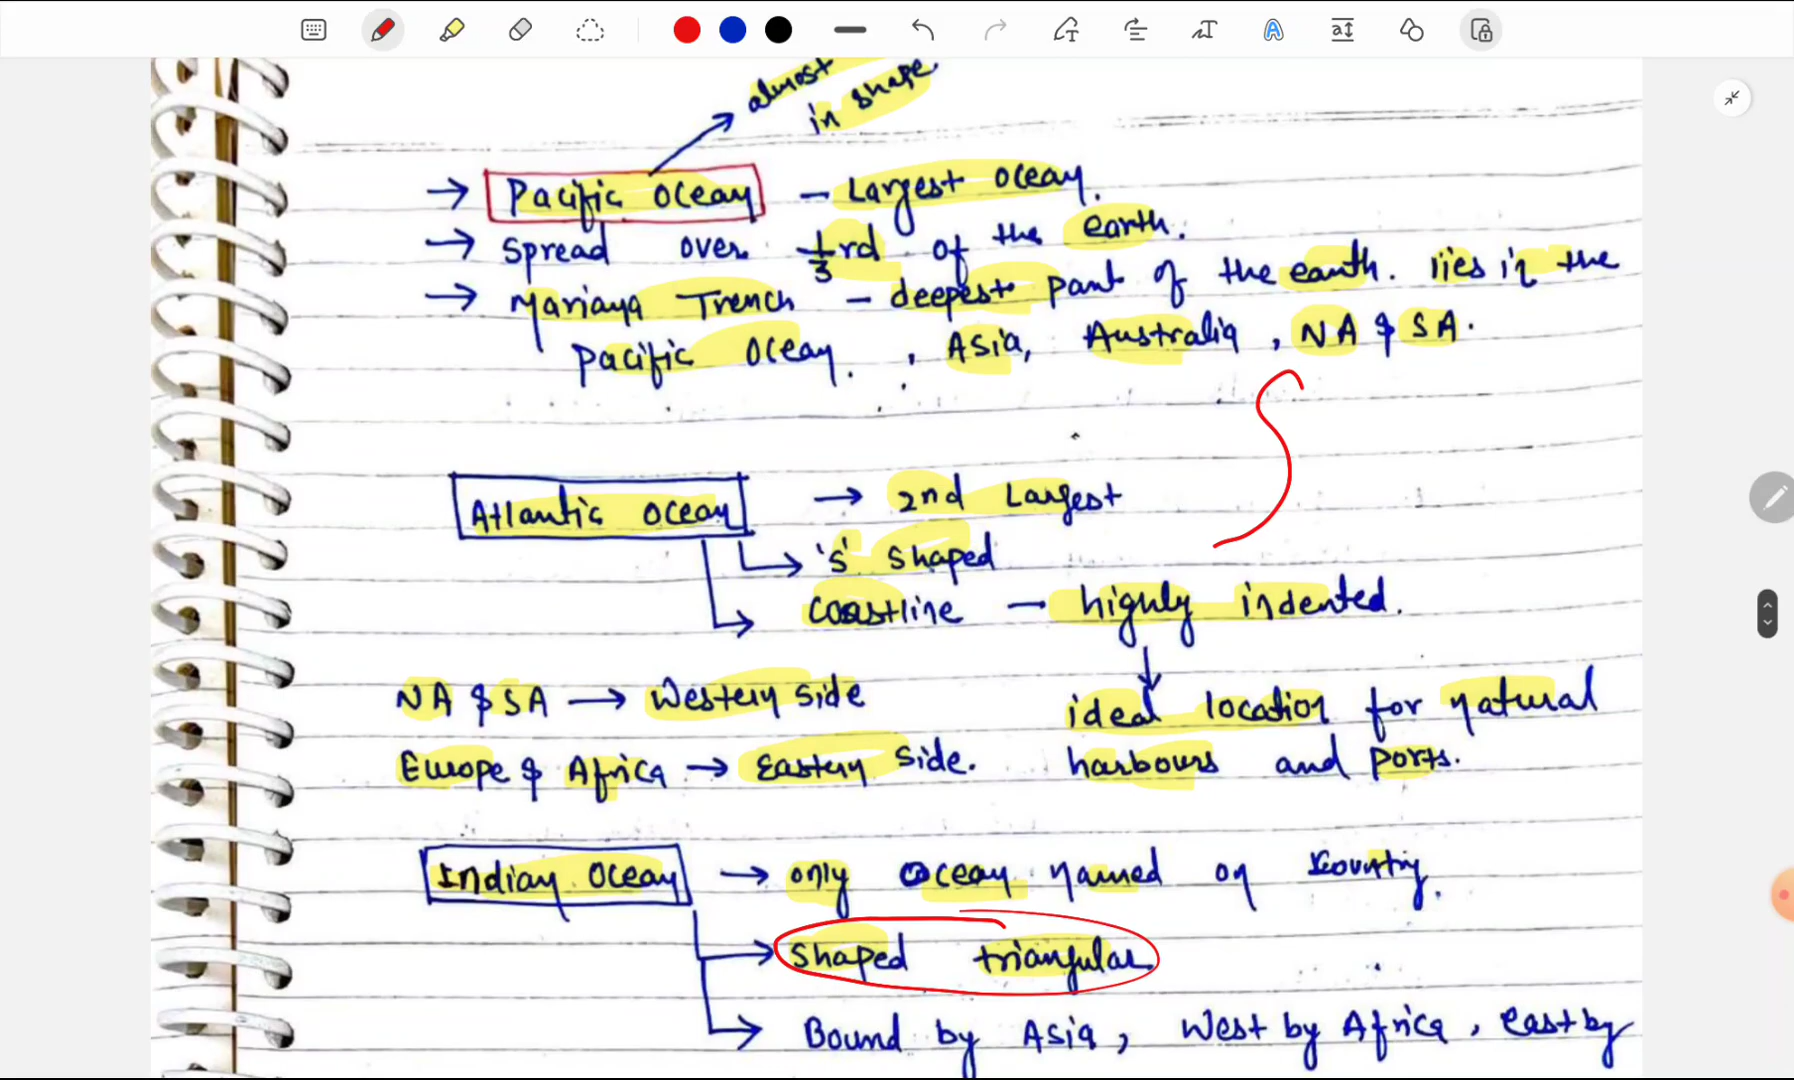 almost
in shape
→ Pacific Ocean – Largest Ocean.
→ Spread over 1/3rd of the earth.
→ Mariana Trench – deepest part of the earth. lies in the
Pacific Ocean. , Asia, Australia, NA & SA.
Atlantic Ocean → 2nd Largest
→ 's' shaped
→ Coastline – highly indented.
NA & SA → Western side
ideal location for natural
Europe & Africa → Eastern side.
harbours and ports.
Indian Ocean → only Ocean named on country.
→ Shaped triangular.
→ Bound by Asia, West by Africa, east by